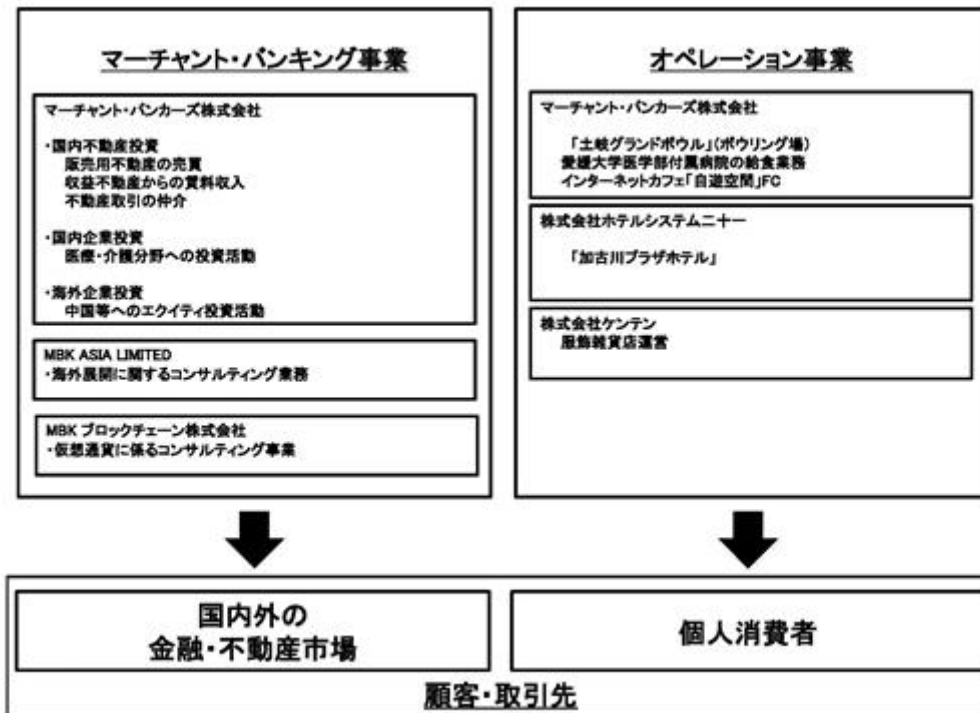 マーチャント・バンキング事業
マーチャント・バンカーズ株式会社
・国内不動産投資
販売用不動産の売買
収益不動産からの賃料収入
不動産取引の仲介
・国内企業投資
医療・介護分野への投資活動
・海外企業投資
中国等へのエクイティ投資活動
MBK ASIA LIMITED
・海外展開に関するコンサルティング業務
MBK ブロックチェーン株式会社
・仮想通貨に係るコンサルティング事業
オペレーション事業
マーチャント・バンカーズ株式会社
「土岐グランドボウル」(ボウリング場)
愛媛大学医学部付属病院の給食業務
インターネットカフェ「自遊空間」FC
株式会社ホテルシステム二十一
「加古川プラザホテル」
株式会社ケンテン
服飾雑貨店運営
国内外の
金融・不動産市場
個人消費者
顧客・取引先